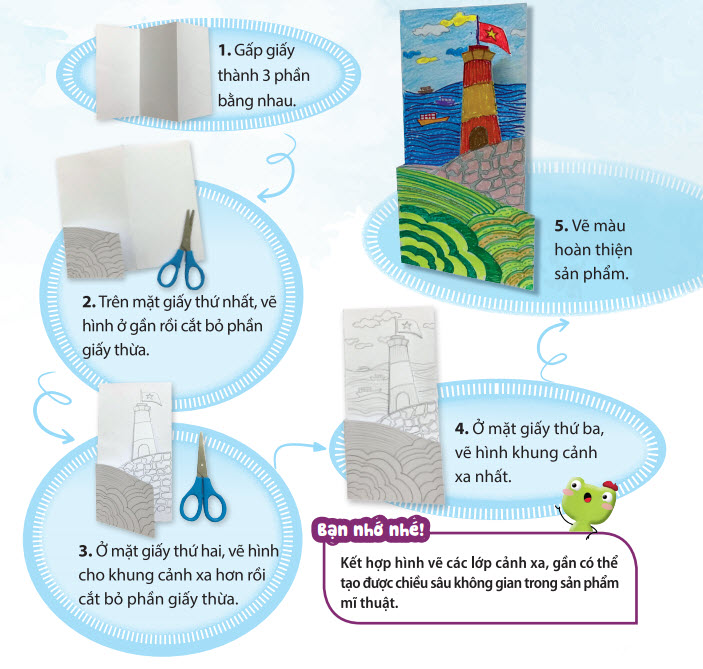 1. Gấp giấy
thành 3 phần
bằng nhau.
2. Trên mặt giấy thứ nhất, vẽ
hình ở gần rồi cắt bỏ phần
giấy thừa.
3. Ở mặt giấy thứ hai, vẽ hình
cho khung cảnh xa hơn rồi
cắt bỏ phần giấy thừa.
4. Ở mặt giấy thứ ba,
vẽ hình khung cảnh
xa nhất.
5. Vẽ màu
hoàn thiện
sản phẩm.
Bạn nhớ nhé!
Kết hợp hình vẽ các lớp cảnh xa, gần có thể
tạo được chiều sâu không gian trong sản phẩm
mĩ thuật.